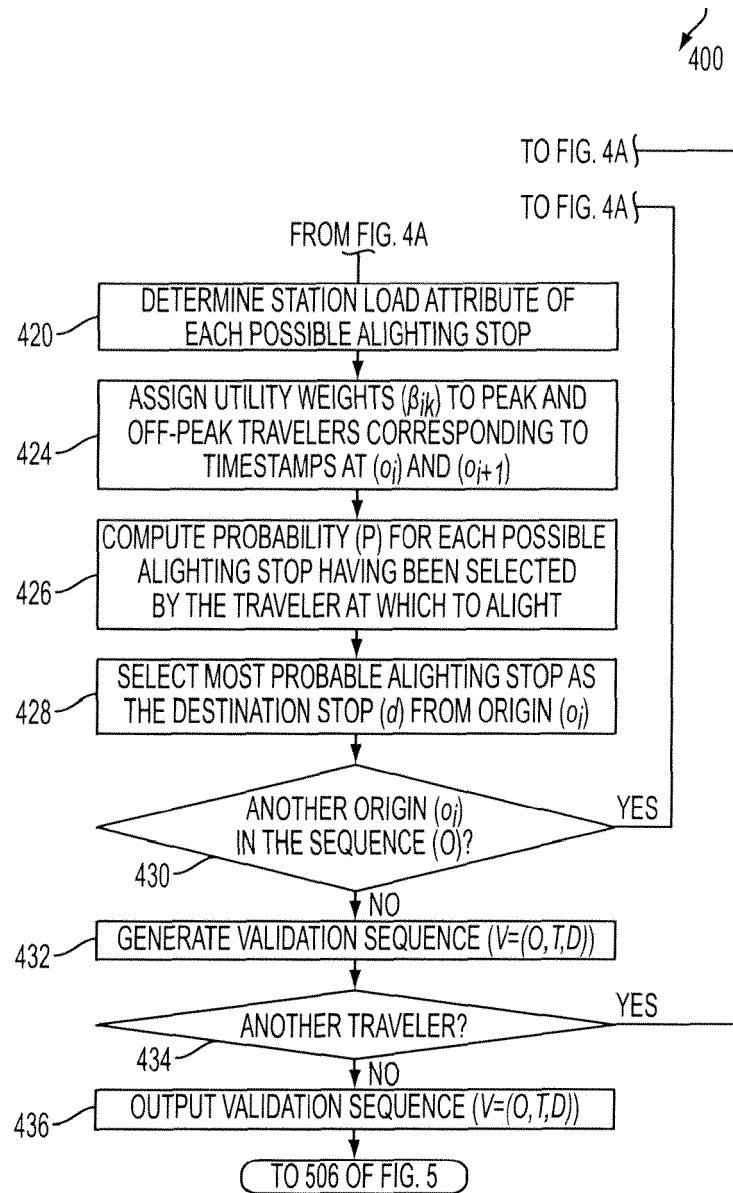 400
TO FIG. 4A
TO FIG. 4A
FROM FIG. 4A
420
DETERMINE STATION LOAD ATTRIBUTE OF
EACH POSSIBLE ALIGHTING STOP
424
ASSIGN UTILITY WEIGHTS (βik) TO PEAK AND
OFF-PEAK TRAVELERS CORRESPONDING TO
TIMESTAMPS AT (oi) AND (oi+1)
426
COMPUTE PROBABILITY (P) FOR EACH POSSIBLE
ALIGHTING STOP HAVING BEEN SELECTED
BY THE TRAVELER AT WHICH TO ALIGHT
428
SELECT MOST PROBABLE ALIGHTING STOP AS
THE DESTINATION STOP (d) FROM ORIGIN (oi)
430
ANOTHER ORIGIN (oi)
IN THE SEQUENCE (O)?
YES
NO
432
GENERATE VALIDATION SEQUENCE (V=(O,T,D))
434
ANOTHER TRAVELER?
YES
NO
436
OUTPUT VALIDATION SEQUENCE (V=(O,T,D))
TO 506 OF FIG. 5